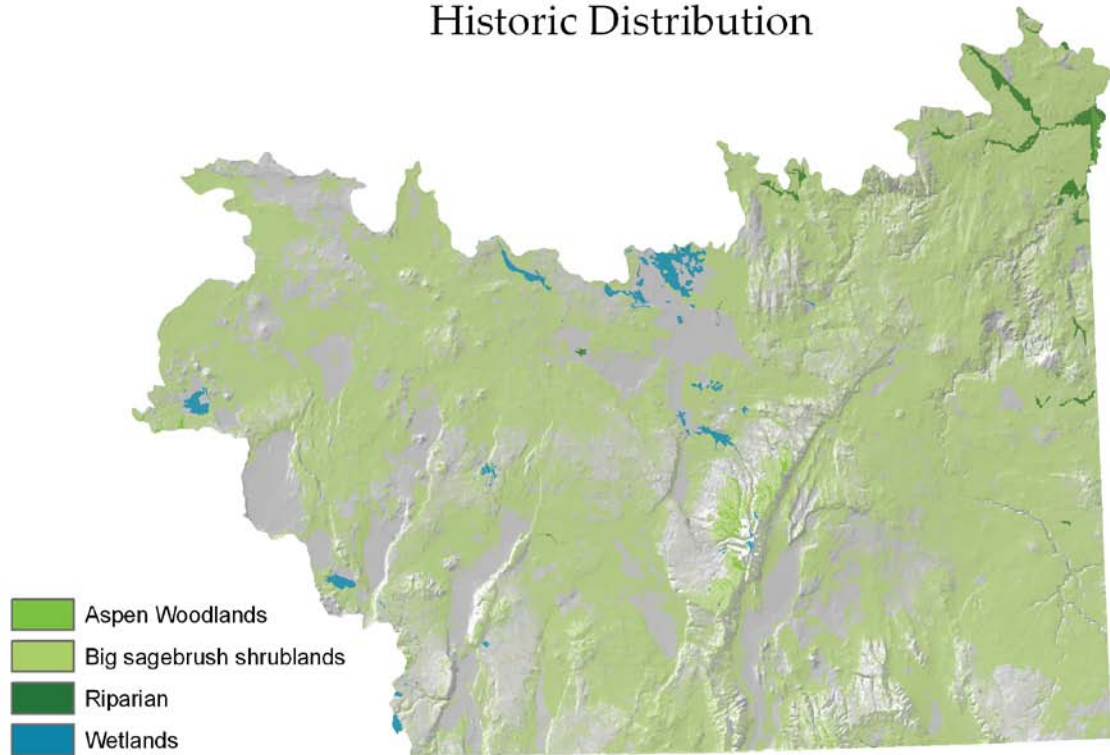 Historic Distribution
Aspen Woodlands
Big sagebrush shrublands
Riparian
Wetlands